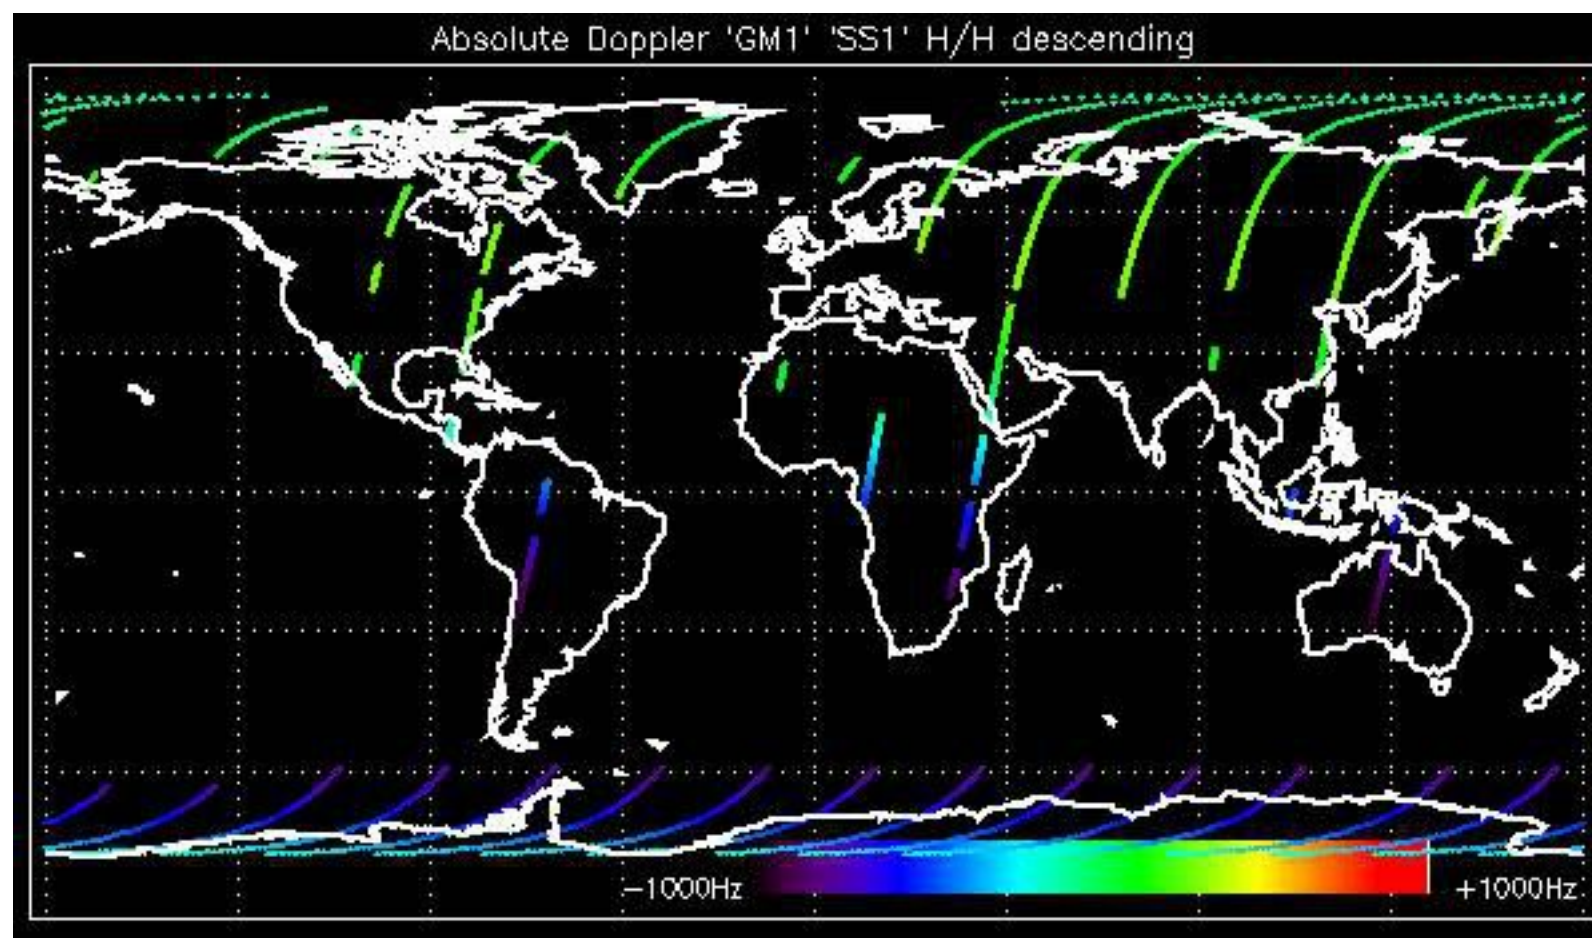 Absolute Doppler 'GM1' 'SS1' H/H descending
-1000Hz
+1000Hz